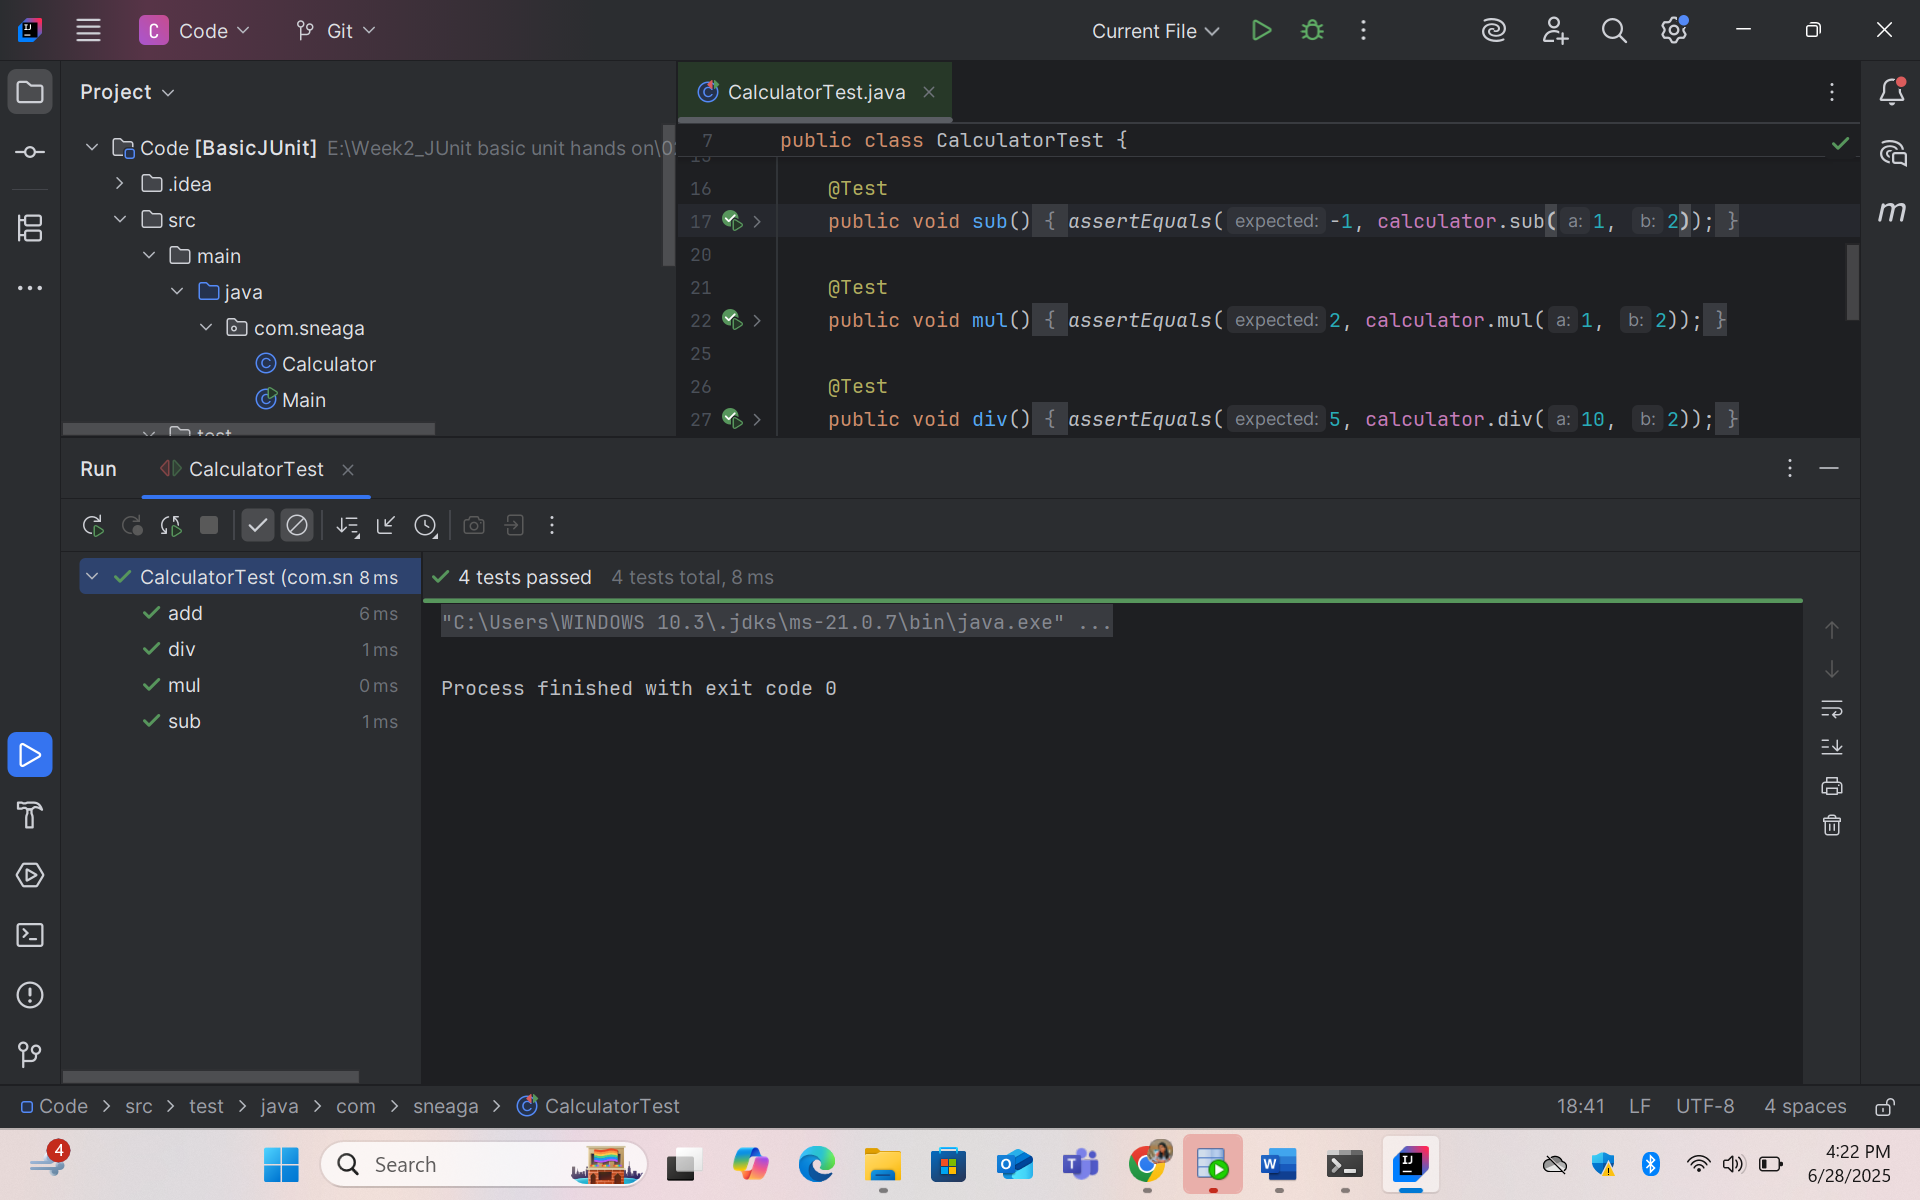 C Code Git Current File
Project
CalculatorTest.java
Code [BasicJUnit] E:\Week2_JUnit basic unit hands on\0
.idea
src
main
java
com.sneaga
Calculator
Main
test
7 public class CalculatorTest {
16 @Test
17 public void sub() { assertEquals( expected: -1, calculator.sub( a: 1, b: 2)); }
20
21 @Test
22 public void mul() { assertEquals( expected: 2, calculator.mul( a: 1, b: 2)); }
25
26 @Test
27 public void div() { assertEquals( expected: 5, calculator.div( a: 10, b: 2)); }
Run CalculatorTest
CalculatorTest (com.sn 8 ms
add 6 ms
div 1 ms
mul 0 ms
sub 1 ms
4 tests passed 4 tests total, 8 ms
"C:\Users\WINDOWS 10.3\.jdks\ms-21.0.7\bin\java.exe" ...
Process finished with exit code 0
Code > src > test > java > com > sneaga > CalculatorTest
18:41 LF UTF-8 4 spaces
4
Search
4:22 PM
6/28/2025